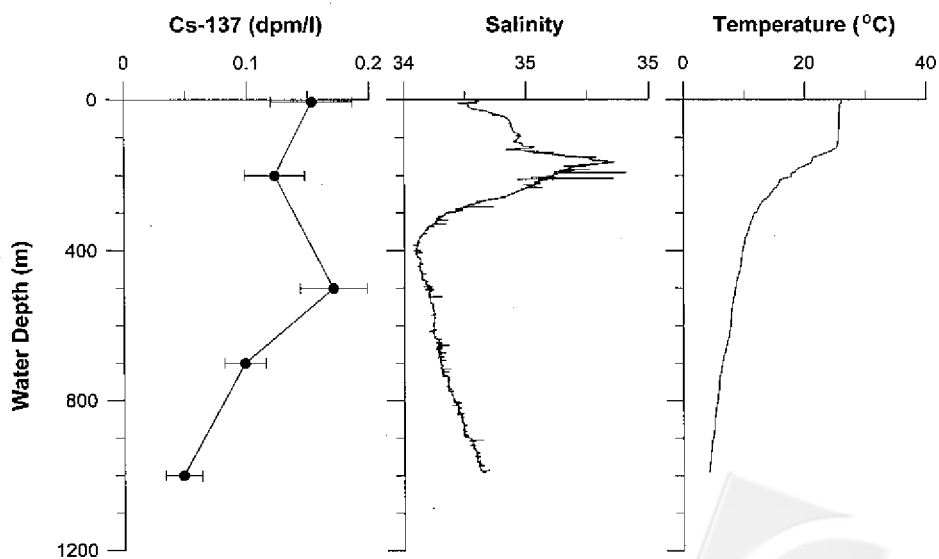 Cs-137 (dpm/l) Salinity Temperature (°C)
0 0.1 0.2 34 35 35 0 20 40
0
400
800
1200
Water Depth (m)